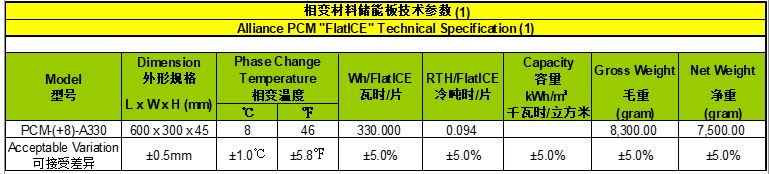 相变材料储能板技术参数 (1)
Alliance PCM "FlatICE" Technical Specification (1)
Model
型号
Dimension
外形规格
L x W x H (mm)
Phase Change
Temperature
相变温度
℃
℉
Wh/FlatICE
瓦时/片
RTH/FlatICE
冷吨时/片
Capacity
容量
kWh/m³
千瓦时/立方米
Gross Weight
毛重
(gram)
Net Weight
净重
(gram)
PCM-(+8)-A330 600 x 300 x 45 8 46 330.000 0.094 8,300.00 7,500.00
Acceptable Variation
可接受差异
±0.5mm ±1.0℃ ±5.8℉ ±5.0% ±5.0% ±5.0% ±5.0% ±5.0%